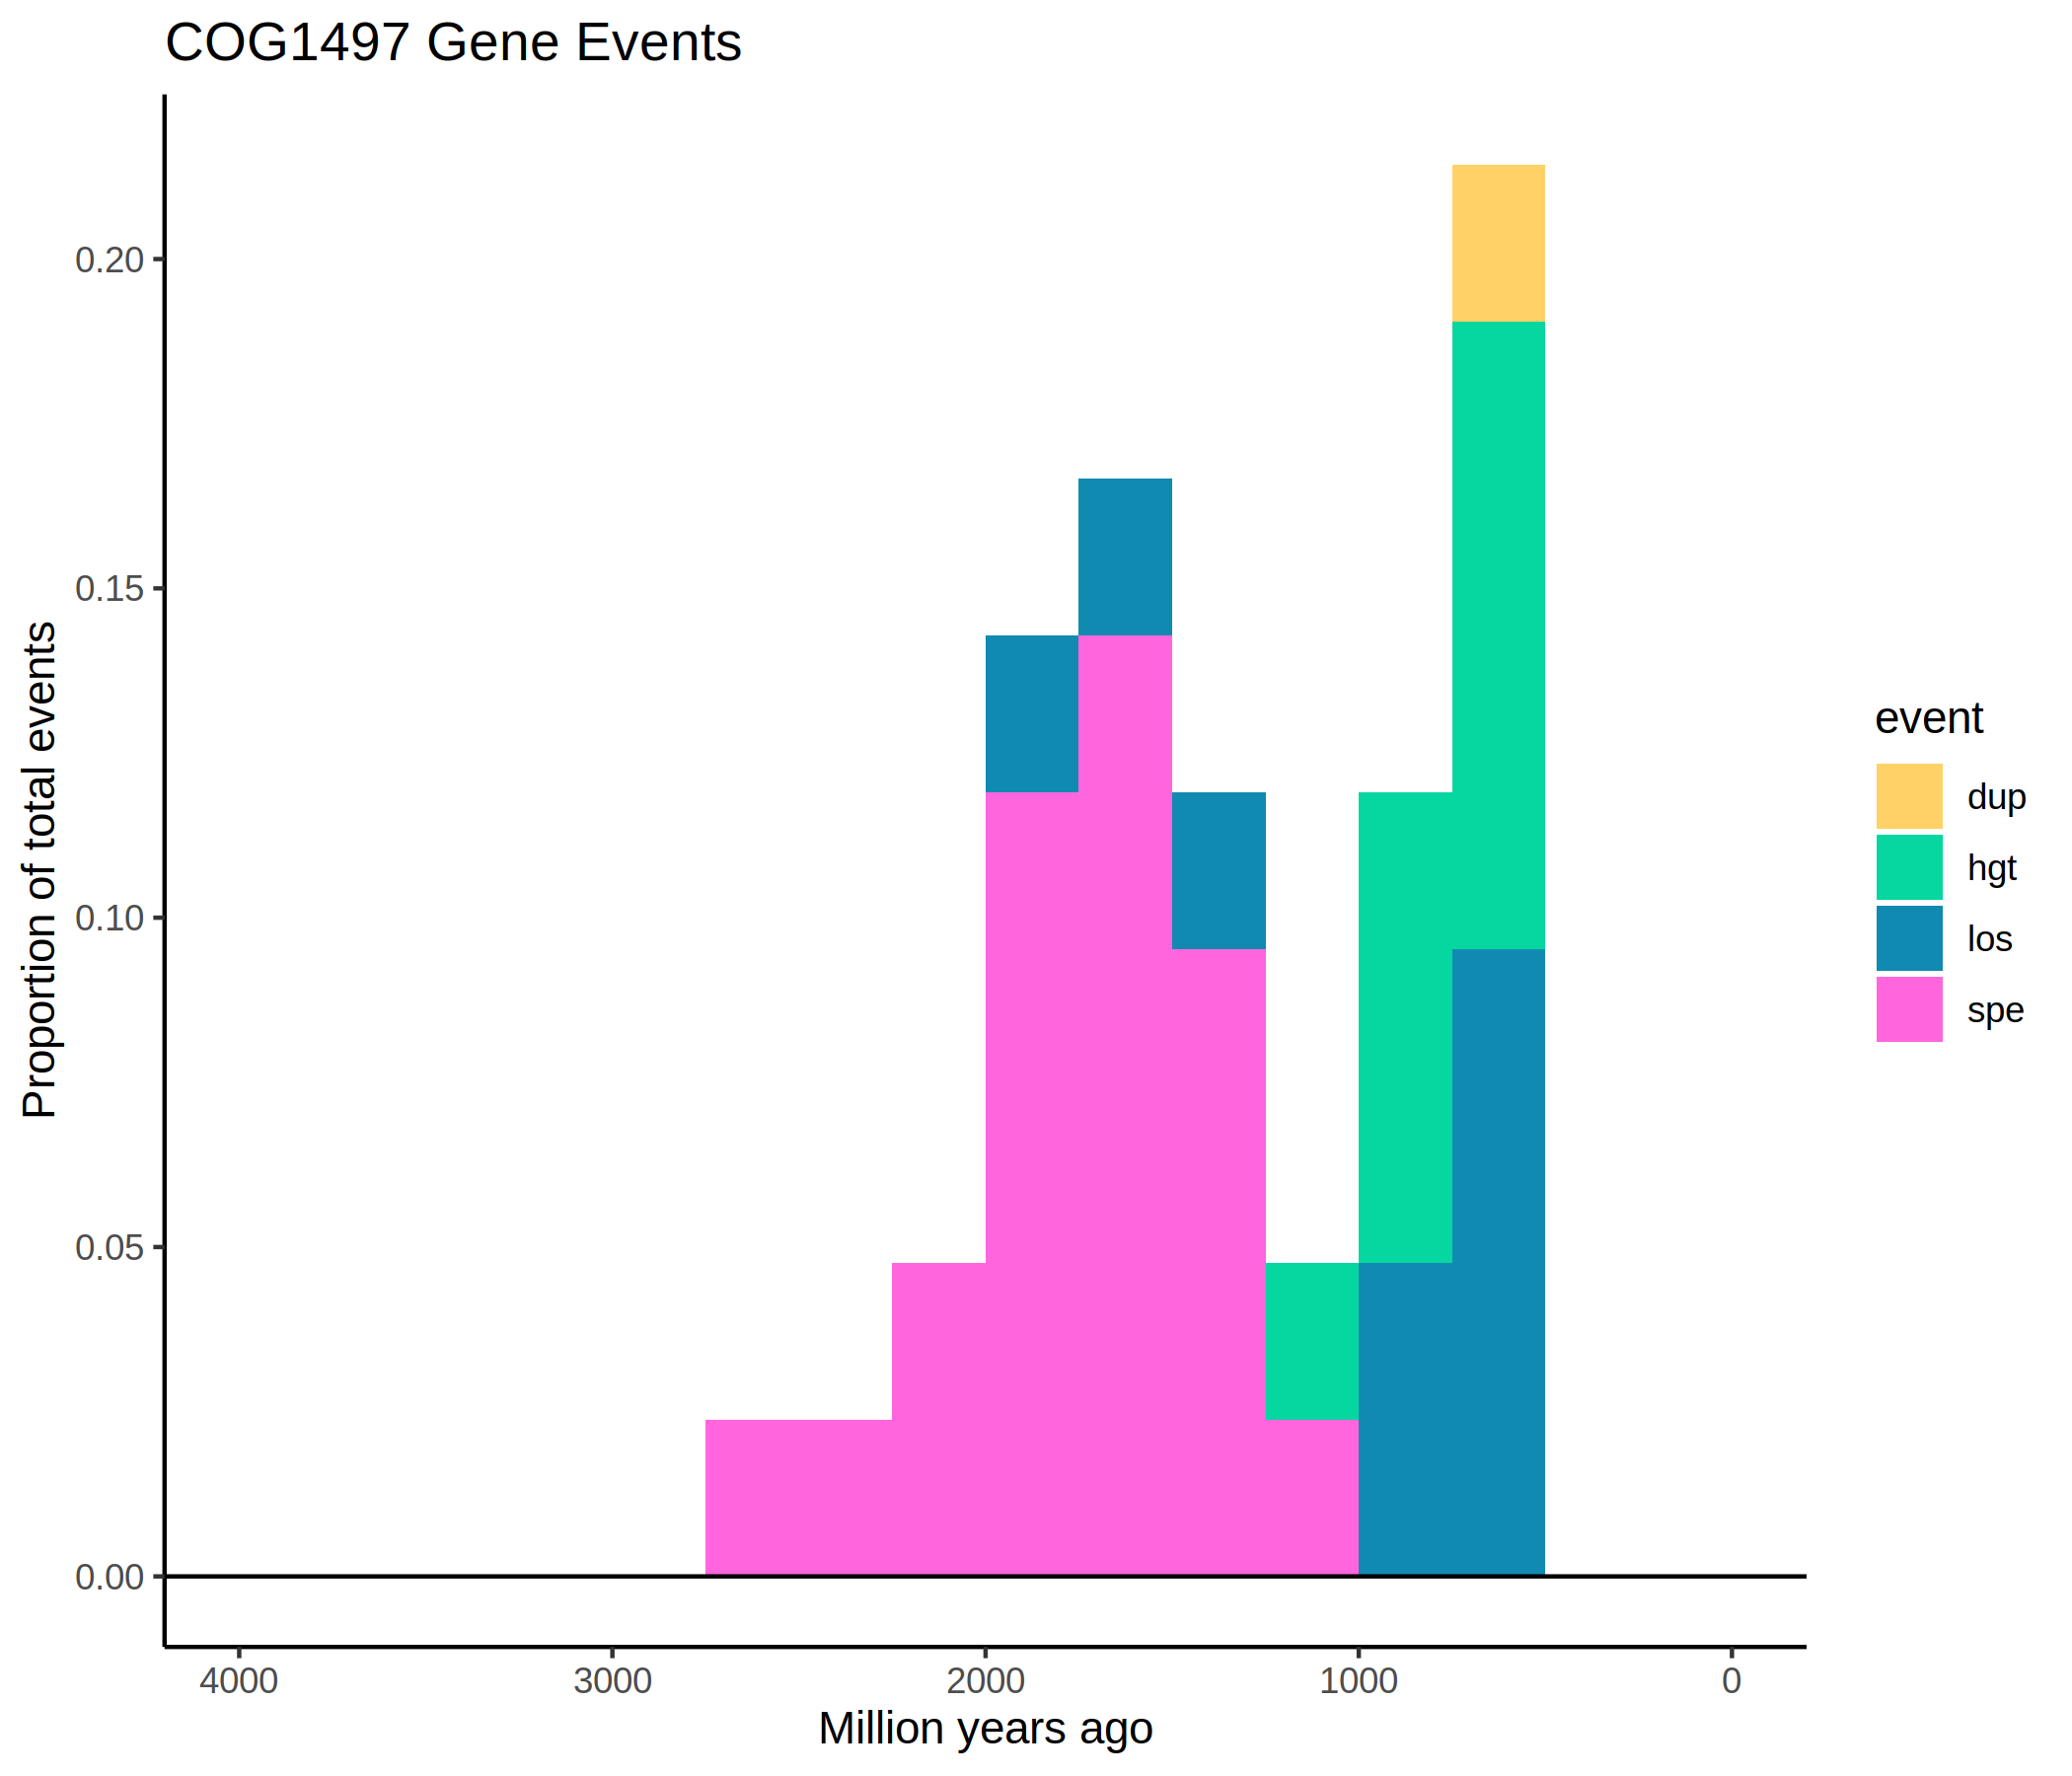 COG1497 Gene Events
Proportion of total events
0.20
0.15
0.10
0.05
0.00
4000 3000 2000 1000 0
Million years ago
event
dup
hgt
los
spe